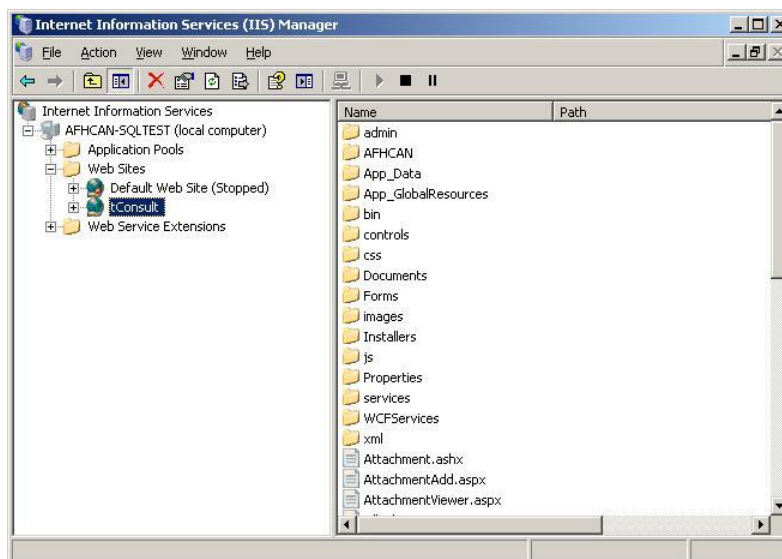 Internet Information Services (IIS) Manager
File Action View Window Help
Internet Information Services
AFHCAN-SQLTEST (local computer)
Application Pools
Web Sites
Default Web Site (Stopped)
tConsult
Web Service Extensions
Name Path
admin
AFHCAN
App_Data
App_GlobalResources
bin
controls
css
Documents
Forms
images
Installers
js
Properties
services
WCFServices
xml
Attachment.ashx
AttachmentAdd.aspx
AttachmentViewer.aspx